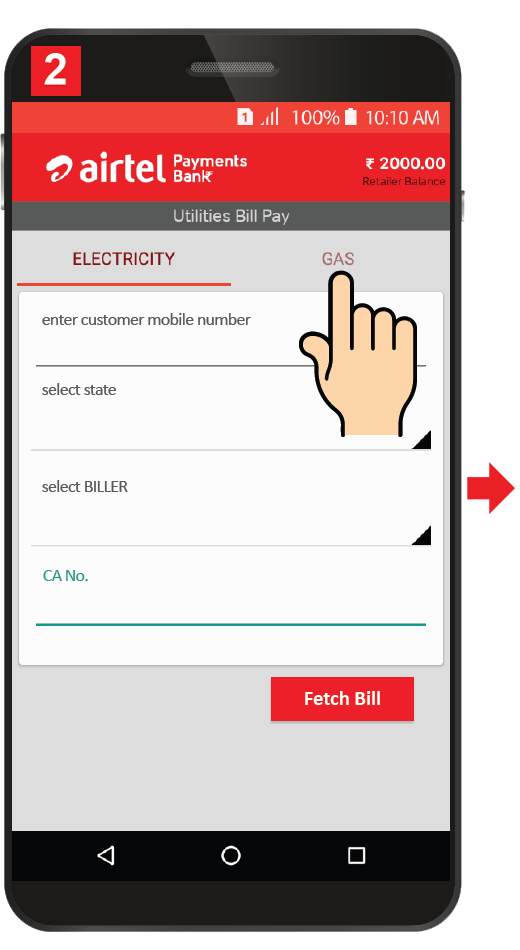 2
1 100% 10:10 AM
airtel Payments Bank
₹ 2000.00
Retailer Balance
Utilities Bill Pay
ELECTRICITY GAS
enter customer mobile number
select state
select BILLER
CA No.
Fetch Bill